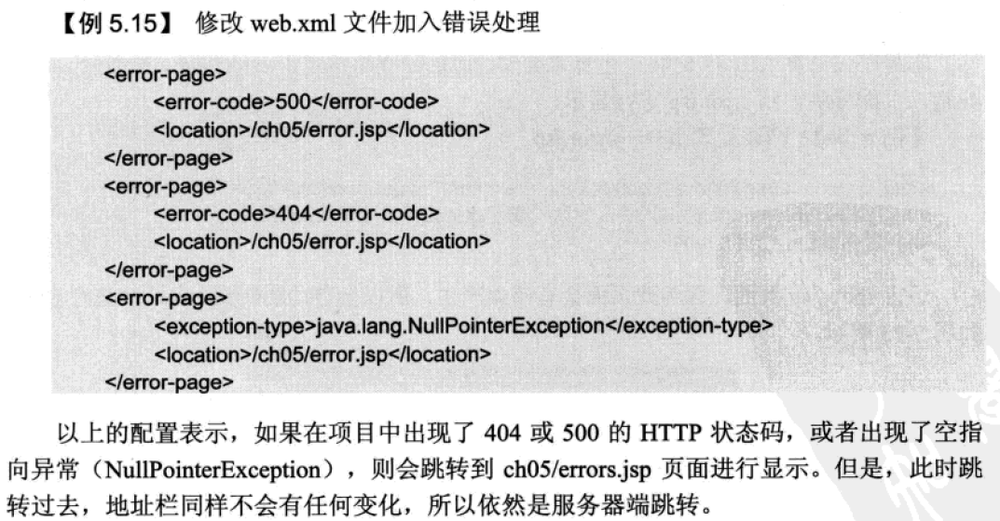 【例 5.15】 修改 web.xml 文件加入错误处理
<error-page>
<error-code>500</error-code>
<location>/ch05/error.jsp</location>
</error-page>
<error-page>
<error-code>404</error-code>
<location>/ch05/error.jsp</location>
</error-page>
<error-page>
<exception-type>java.lang.NullPointerException</exception-type>
<location>/ch05/error.jsp</location>
</error-page>
以上的配置表示，如果在项目中出现了 404 或 500 的 HTTP 状态码，或者出现了空指
向异常（NullPointerException），则会跳转到 ch05/errors.jsp 页面进行显示。但是，此时跳
转过去，地址栏同样不会有任何变化，所以依然是服务器端跳转。